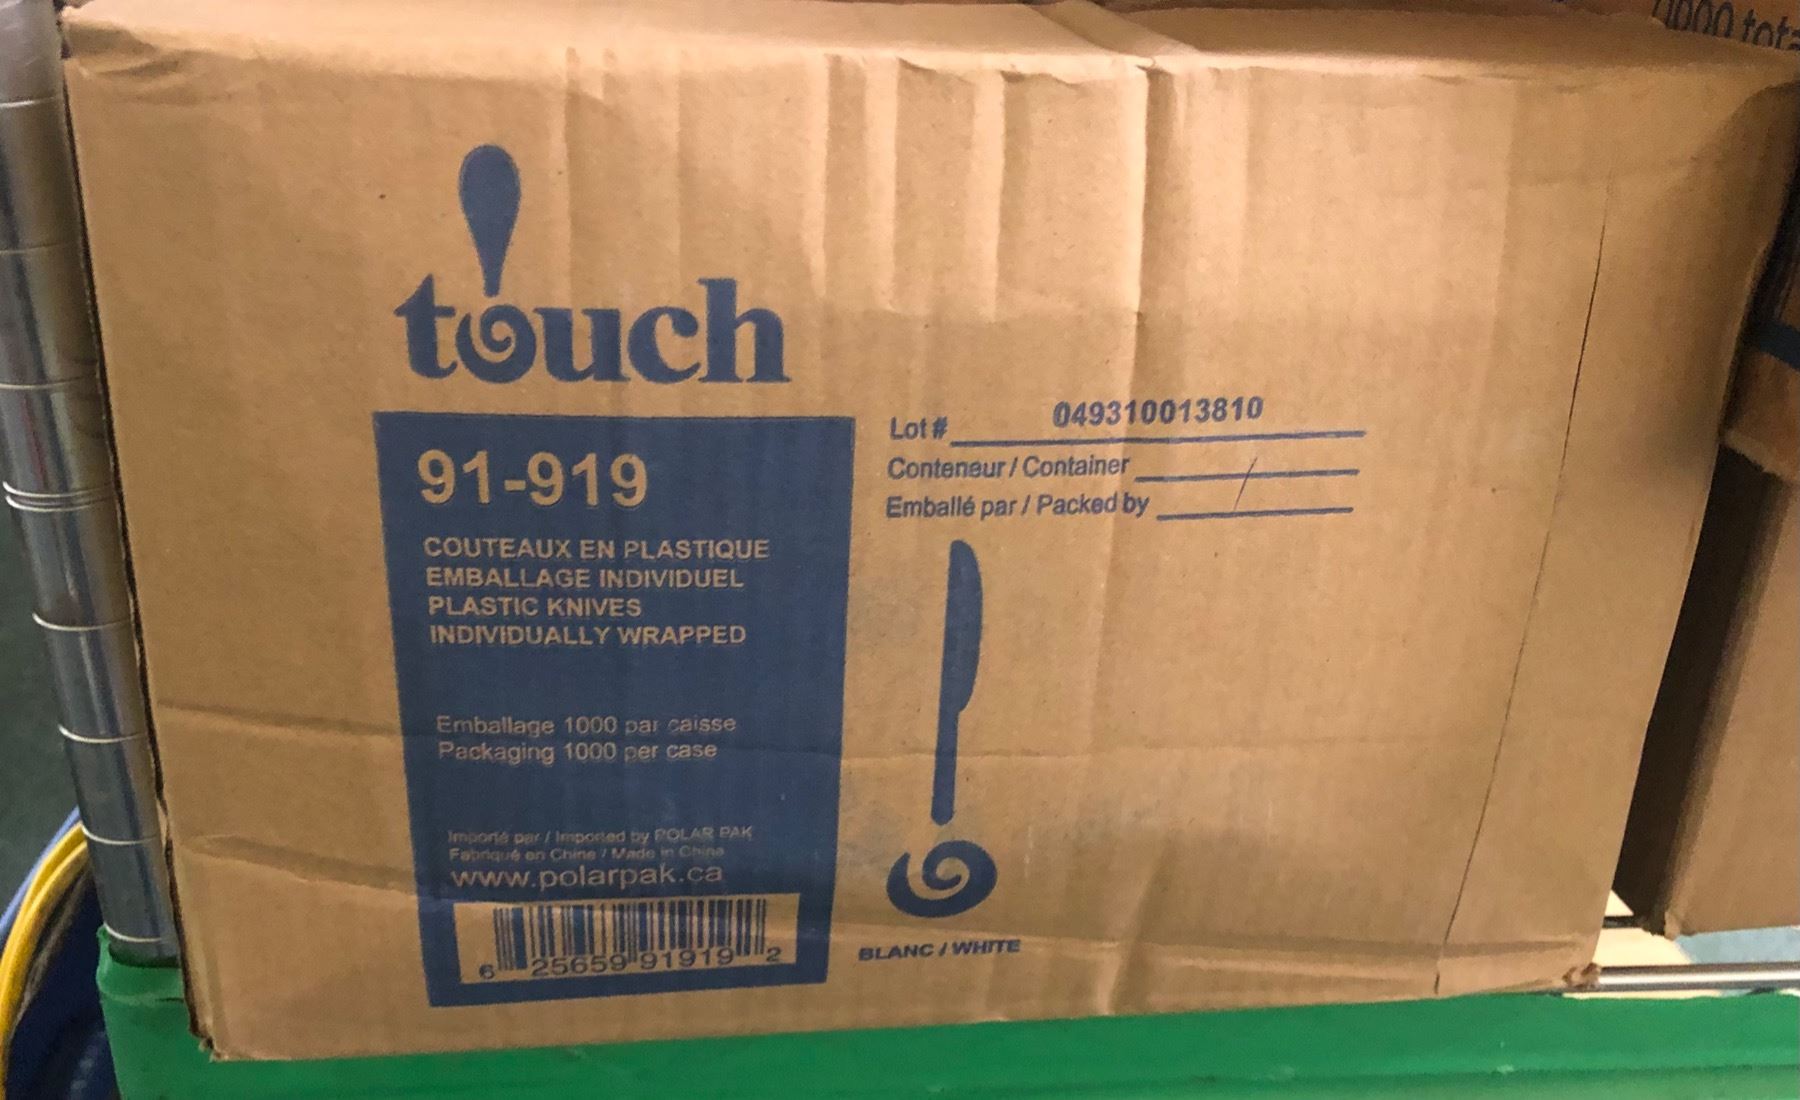 touch
91-919
COUTEAUX EN PLASTIQUE
EMBALLAGE INDIVIDUEL
PLASTIC KNIVES
INDIVIDUALLY WRAPPED
Emballage 1000 par caisse
Packaging 1000 per case
Importé par / Imported by POLAR PAK
Fabriqué en Chine / Made in China
www.polarpak.ca
6 25659 91919 2
Lot # 049310013810
Conteneur / Container
Emballé par / Packed by
BLANC / WHITE